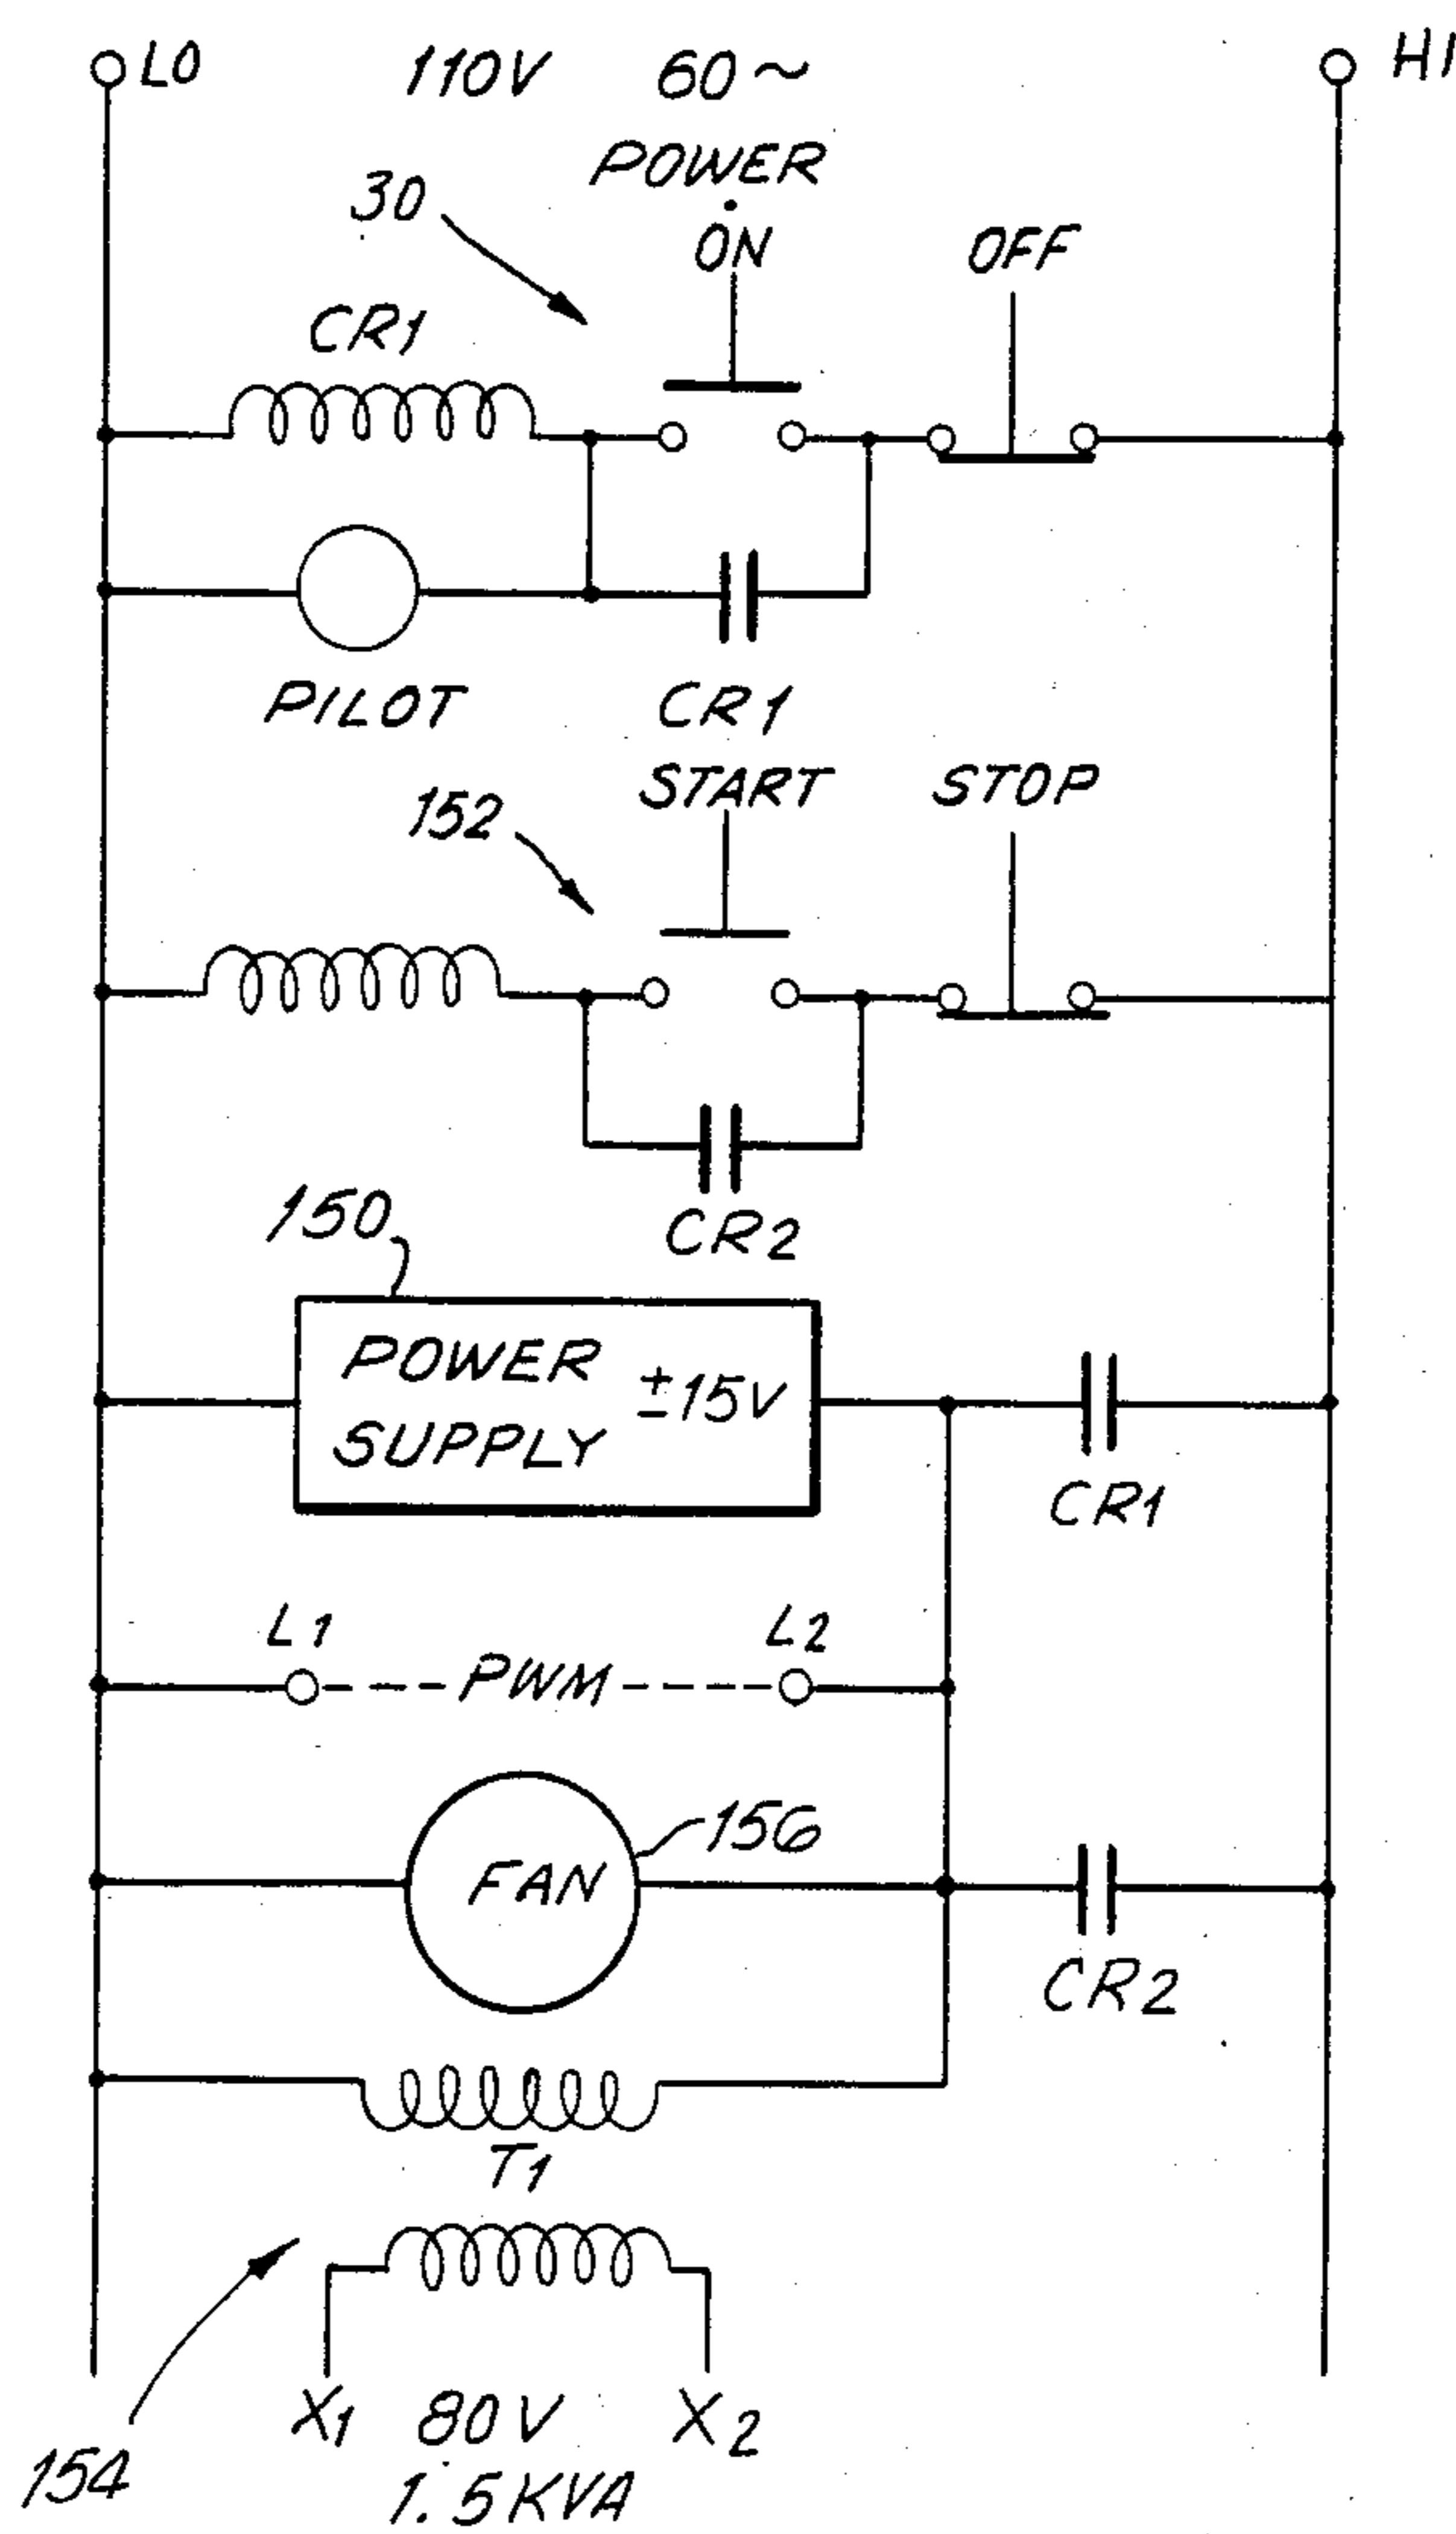 LO 110V 60~ HI
POWER
30
ON OFF
CR1
PILOT CR1
START STOP
152
CR2
150
POWER
SUPPLY ±15V
CR1
L1 PWM L2
156
FAN
CR2
T1
X1 80V X2
154
1.5KVA